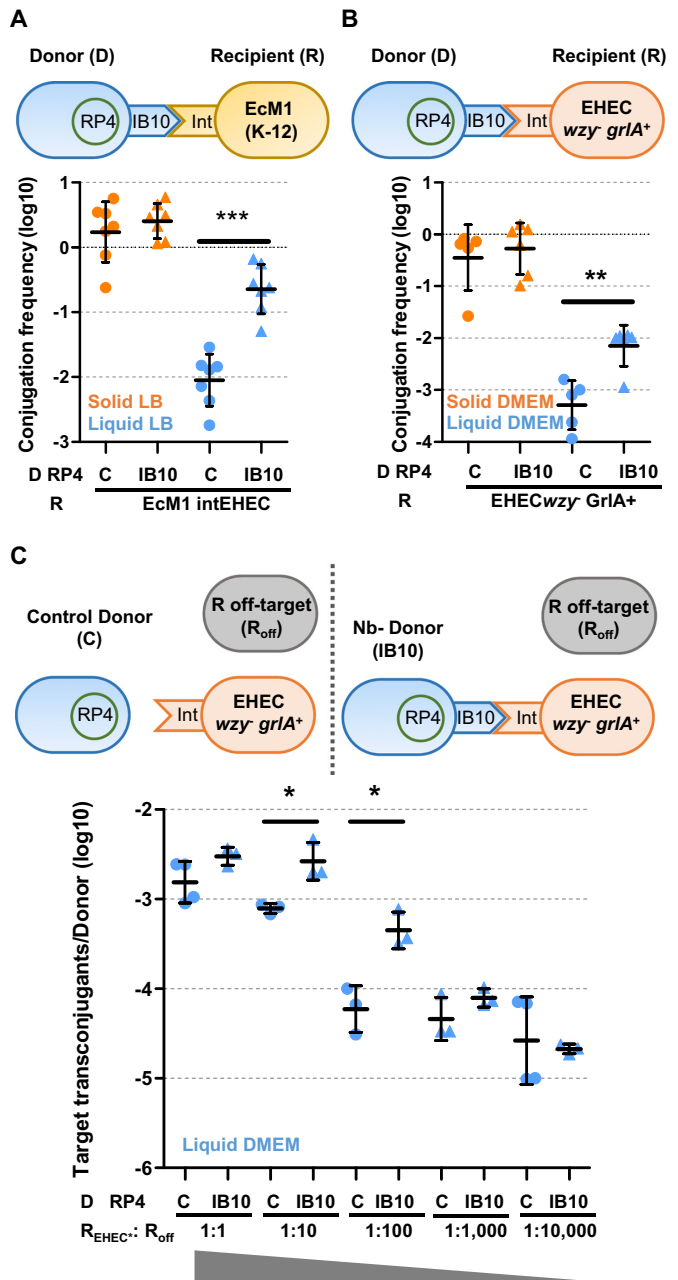 A
Donor (D) Recipient (R)
RP4 IB10 Int EcM1
(K-12)
Conjugation frequency (log10)
1
0
-1
-2
-3
***
Solid LB
Liquid LB
D RP4 C IB10 C IB10
R EcM1 intEHEC
B
Donor (D) Recipient (R)
RP4 IB10 Int EHEC
wzy- grlA+
Conjugation frequency (log10)
1
0
-1
-2
-3
-4
**
Solid DMEM
Liquid DMEM
D RP4 C IB10 C IB10
R EHECwzy- GrlA+
C
Control Donor
(C)
R off-target
(Roff)
RP4 Int EHEC
wzy- grlA+
Nb- Donor
(IB10)
R off-target
(Roff)
RP4 IB10 Int EHEC
wzy- grlA+
Target transconjugants/Donor (log10)
-2
-3
-4
-5
-6
* *
Liquid DMEM
D RP4 C IB10 C IB10 C IB10 C IB10 C IB10
REHEC*: Roff 1:1 1:10 1:100 1:1,000 1:10,000